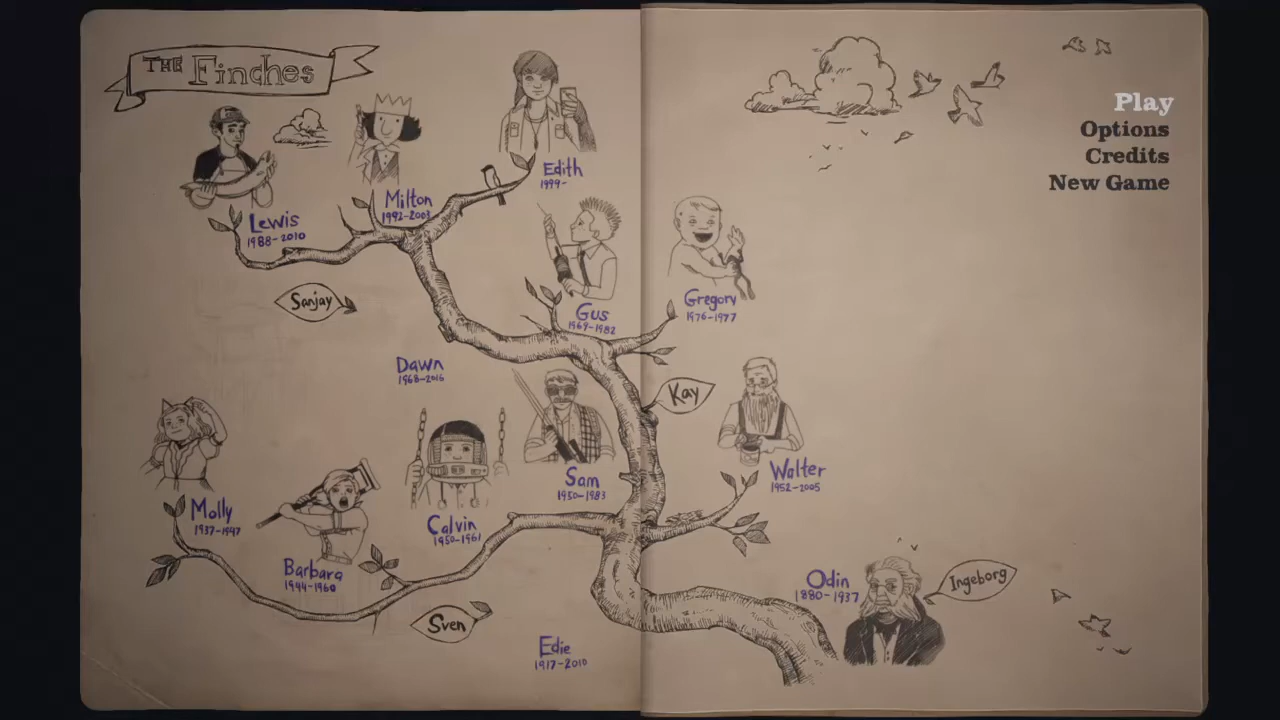 THE Finches
Play
Options
Credits
New Game
Edith
1999-
Milton
1992-2003
Lewis
1988-2010
Sanjay
Gus
1969-1982
Gregory
1976-1977
Dawn
1968-2016
Kay
Sam
1950-1983
Walter
1952-2005
Molly
1937-1947
Calvin
1950-1961
Barbara
1944-1960
Sven
Edie
1917-2010
Odin
1880-1937
Ingeborg